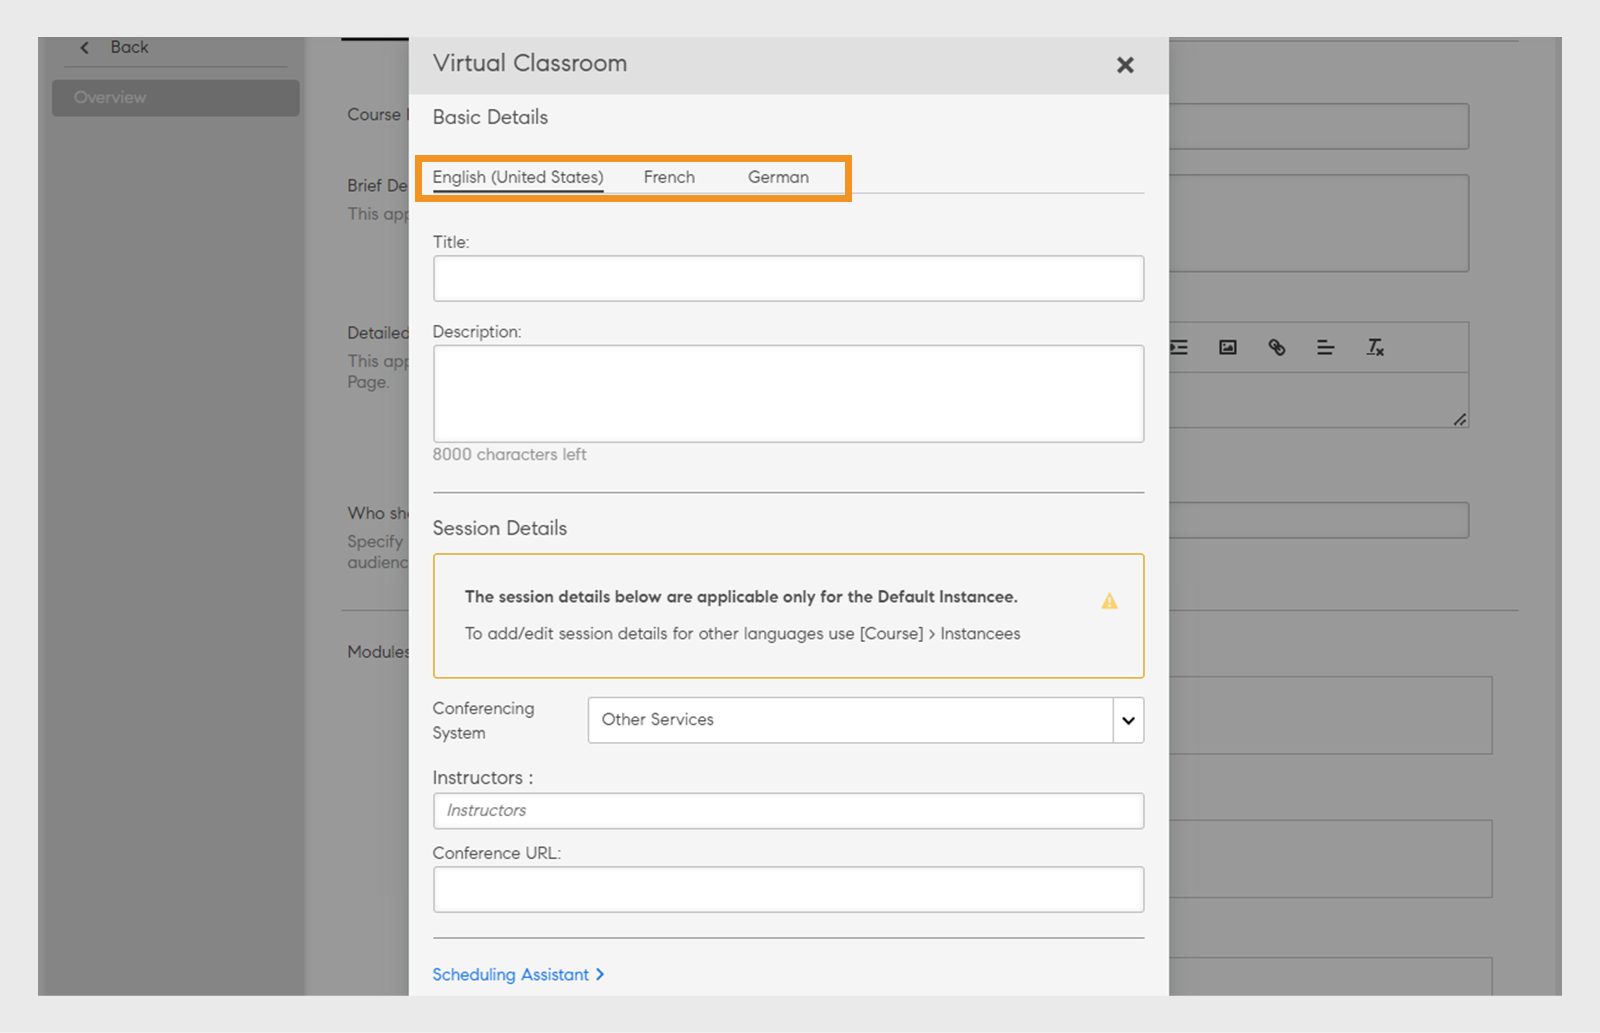 Back
Overview
Virtual Classroom
Basic Details
English (United States) French German
Title:
Description:
8000 characters left
Session Details
The session details below are applicable only for the Default Instancee.
To add/edit session details for other languages use [Course] > Instancees
Conferencing
System
Other Services
Instructors :
Instructors
Conference URL:
Scheduling Assistant >
Course
Brief De
This app
Detailed
This app
Page.
Who sh
Specify
audienc
Modules